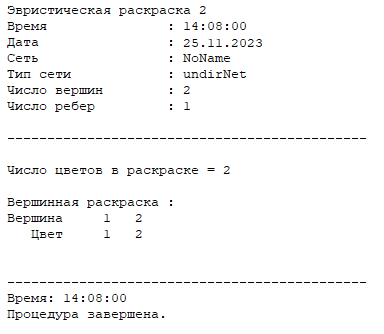 Эвристическая раскраска 2
Время : 14:08:00
Дата : 25.11.2023
Сеть : NoName
Тип сети : undirNet
Число вершин : 2
Число ребер : 1
---------------------------------------------
Число цветов в раскраске = 2
Вершинная раскраска :
Вершина 1 2
Цвет 1 2
---------------------------------------------
Время: 14:08:00
Процедура завершена.